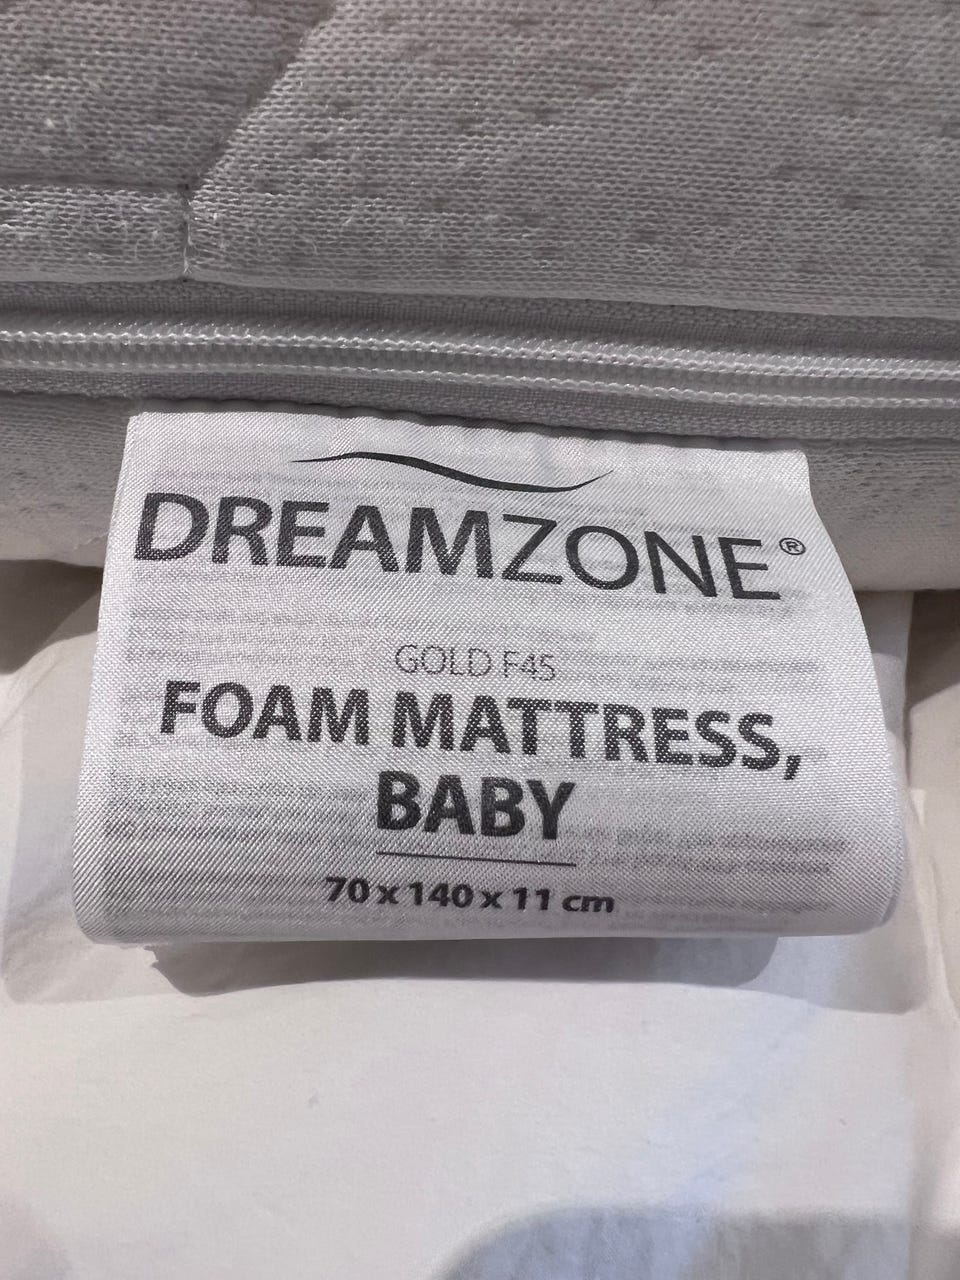 DREAMZONE®
GOLD F45
FOAM MATTRESS,
BABY
70 x 140 x 11 cm